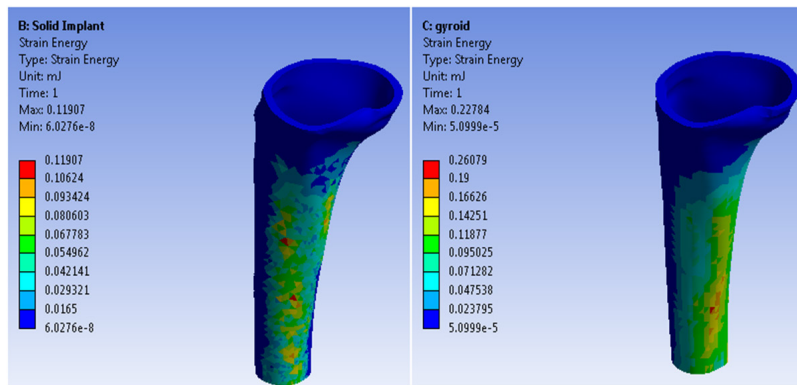 B: Solid Implant
Strain Energy
Type: Strain Energy
Unit: mJ
Time: 1
Max: 0.11907
Min: 6.0276e-8
0.11907
0.10624
0.093424
0.080603
0.067783
0.054962
0.042141
0.029321
0.0165
6.0276e-8
C: gyroid
Strain Energy
Type: Strain Energy
Unit: mJ
Time: 1
Max: 0.22784
Min: 5.0999e-5
0.26079
0.19
0.16626
0.14251
0.11877
0.095025
0.071282
0.047538
0.023795
5.0999e-5